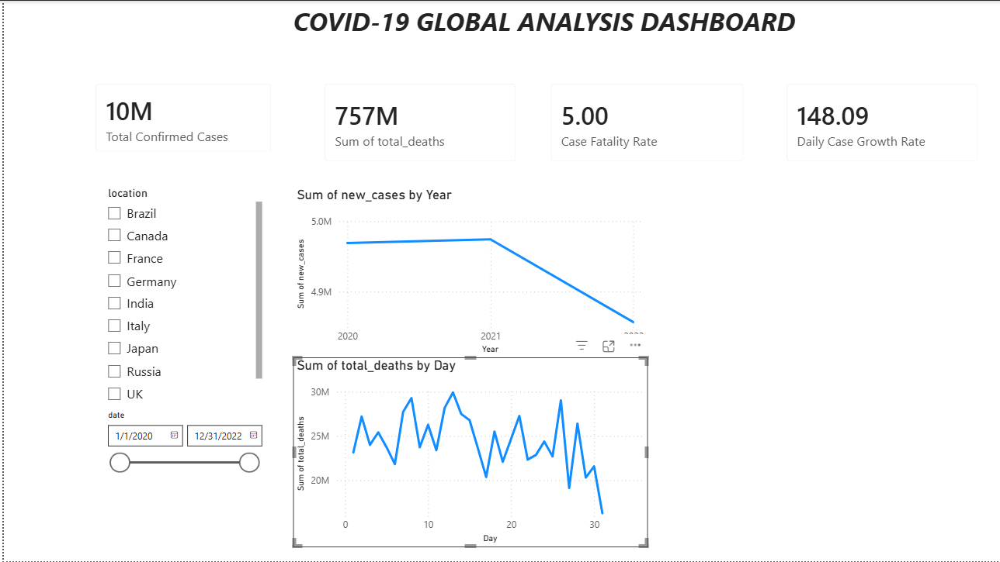 COVID-19 GLOBAL ANALYSIS DASHBOARD
10M
Total Confirmed Cases
757M
Sum of total_deaths
5.00
Case Fatality Rate
148.09
Daily Case Growth Rate
location
Brazil
Canada
France
Germany
India
Italy
Japan
Russia
UK
date
1/1/2020 12/31/2022
Sum of new_cases by Year
5.0M
4.9M
Sum of new_cases
2020 2021
Year
Sum of total_deaths by Day
30M
25M
20M
Sum of total_deaths
0 10 20 30
Day